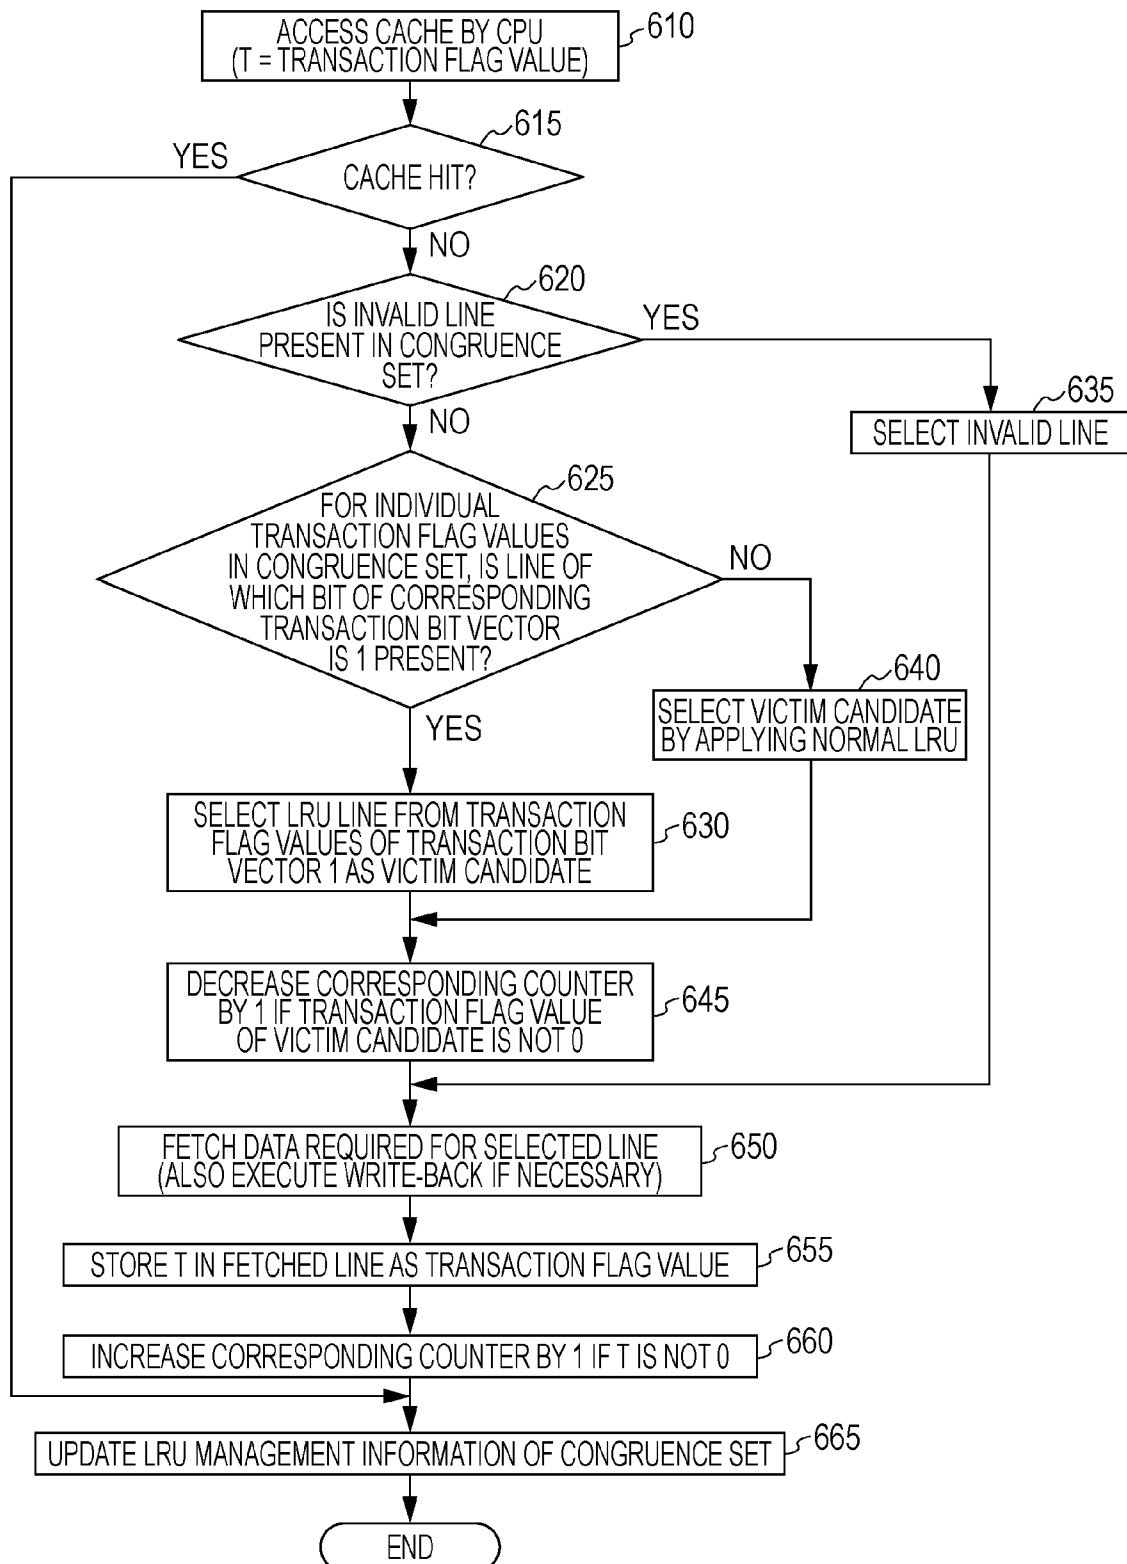 ACCESS CACHE BY CPU
(T = TRANSACTION FLAG VALUE)
610
615
YES
CACHE HIT?
NO
620
IS INVALID LINE
PRESENT IN CONGRUENCE
SET?
YES
NO
635
SELECT INVALID LINE
625
FOR INDIVIDUAL
TRANSACTION FLAG VALUES
IN CONGRUENCE SET, IS LINE OF
WHICH BIT OF CORRESPONDING
TRANSACTION BIT VECTOR
IS 1 PRESENT?
NO
YES
640
SELECT VICTIM CANDIDATE
BY APPLYING NORMAL LRU
SELECT LRU LINE FROM TRANSACTION
FLAG VALUES OF TRANSACTION BIT
VECTOR 1 AS VICTIM CANDIDATE
630
DECREASE CORRESPONDING COUNTER
BY 1 IF TRANSACTION FLAG VALUE
OF VICTIM CANDIDATE IS NOT 0
645
FETCH DATA REQUIRED FOR SELECTED LINE
(ALSO EXECUTE WRITE-BACK IF NECESSARY)
650
STORE T IN FETCHED LINE AS TRANSACTION FLAG VALUE
655
INCREASE CORRESPONDING COUNTER BY 1 IF T IS NOT 0
660
UPDATE LRU MANAGEMENT INFORMATION OF CONGRUENCE SET
665
END